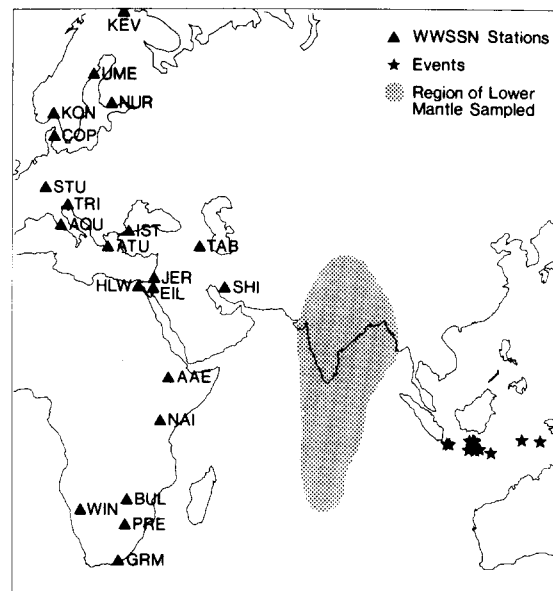 KEV
▲ WWSSN Stations
★ Events
Region of Lower
Mantle Sampled
UME
NUR
KON
COP
STU
TRI
AQU
IST
ATU
TAB
JER
HLW
EIL
SHI
AAE
NAI
BUL
WIN
PRE
GRM